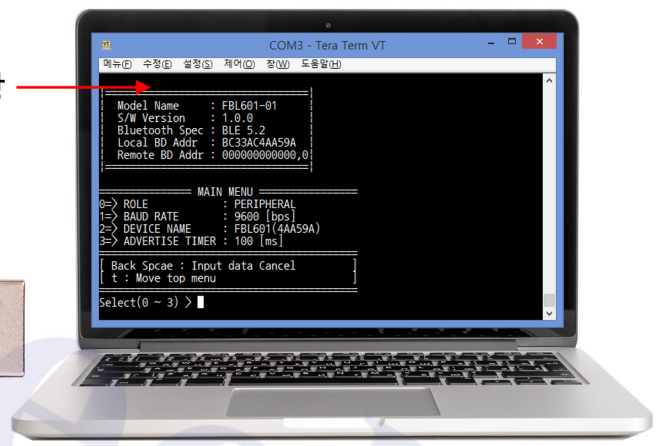 COM3 - Tera Term VT
메뉴(F) 수정(E) 설정(S) 제어(O) 창(W) 도움말(H)
Model Name : FBL601-01
S/W Version : 1.0.0
Bluetooth Spec : BLE 5.2
Local BD Addr : BC33AC4AA59A
Remote BD Addr : 000000000000,0
MAIN MENU
0=> ROLE : PERIPHERAL
1=> BAUD RATE : 9600 [bps]
2=> DEVICE NAME : FBL601(4AA59A)
3=> ADVERTISE TIMER : 100 [ms]
[ Back Spcae : Input data Cancel ]
[ t : Move top menu ]
Select(0 ~ 3) >